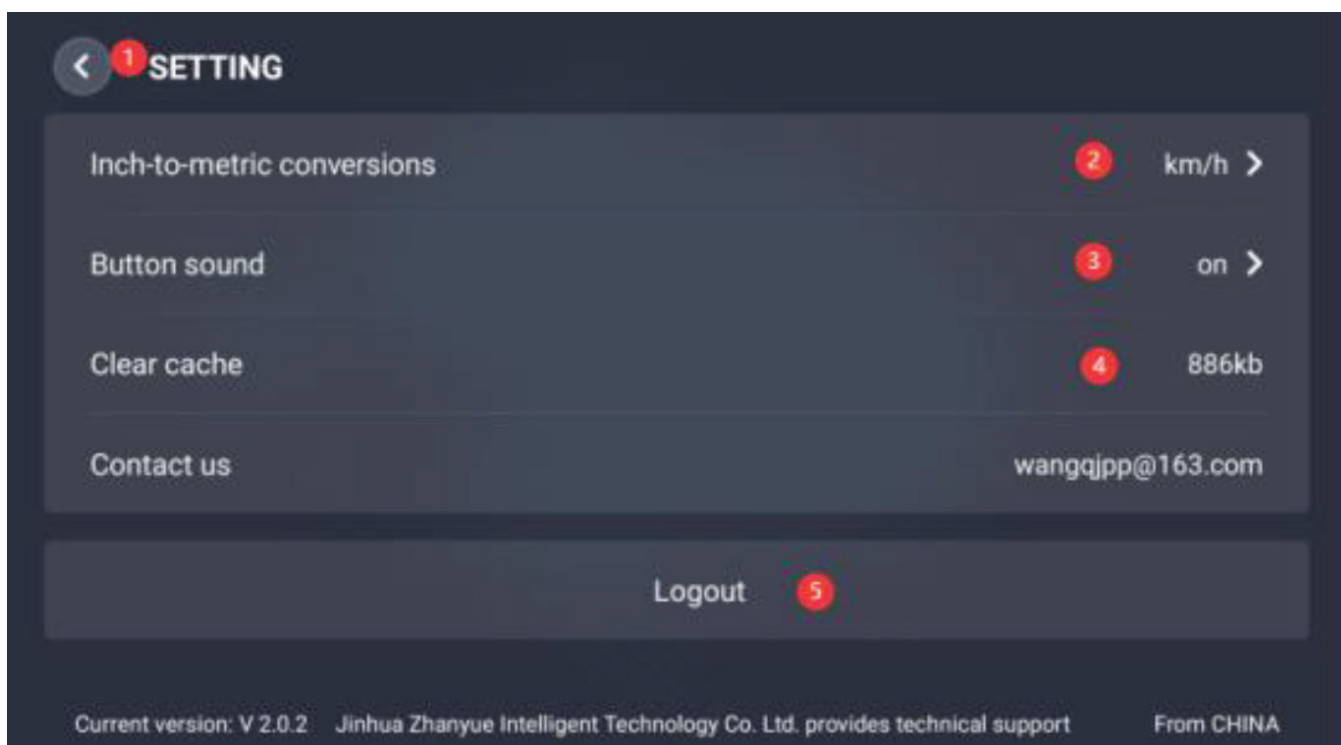 1 SETTING
Inch-to-metric conversions 2 km/h >
Button sound 3 on >
Clear cache 4 886kb
Contact us wangqjpp@163.com
Logout 5
Current version: V 2.0.2 Jinhua Zhanyue Intelligent Technology Co. Ltd. provides technical support From CHINA